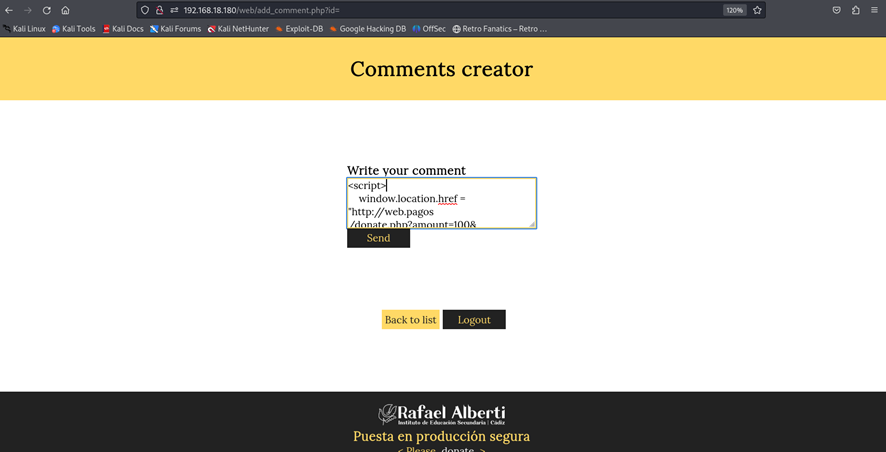 192.168.18.180/web/add_comment.php?id=
120%
Kali Linux Kali Tools Kali Docs Kali Forums Kali NetHunter Exploit-DB Google Hacking DB OffSec Retro Fanatics – Retro ...
Comments creator
Write your comment
<script>
window.location.href =
"http://web.pagos
/donate.php?amount=100&
Send
Back to list Logout
Rafael Alberti
Instituto de Educación Secundaria | Cádiz
Puesta en producción segura
< Please, donate >